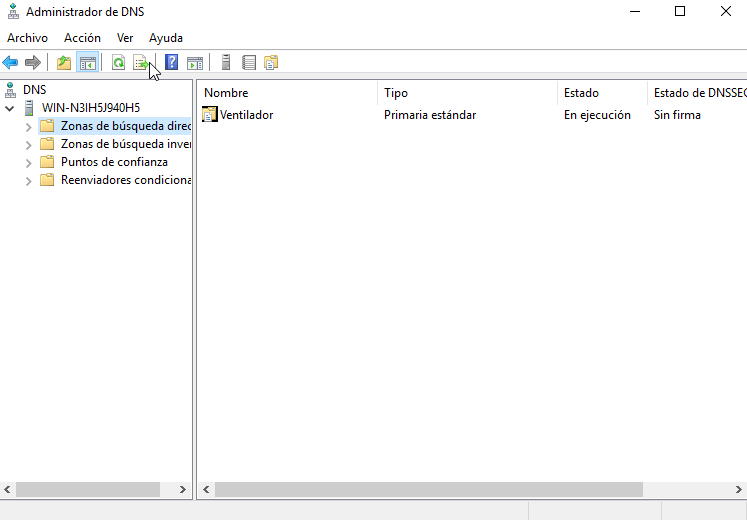 Administrador de DNS
Archivo Acción Ver Ayuda
DNS
WIN-N3IH5J940H5
Zonas de búsqueda direc
Zonas de búsqueda inver
Puntos de confianza
Reenviadores condiciona
Nombre Tipo Estado Estado de DNSSEC
Ventilador Primaria estándar En ejecución Sin firma